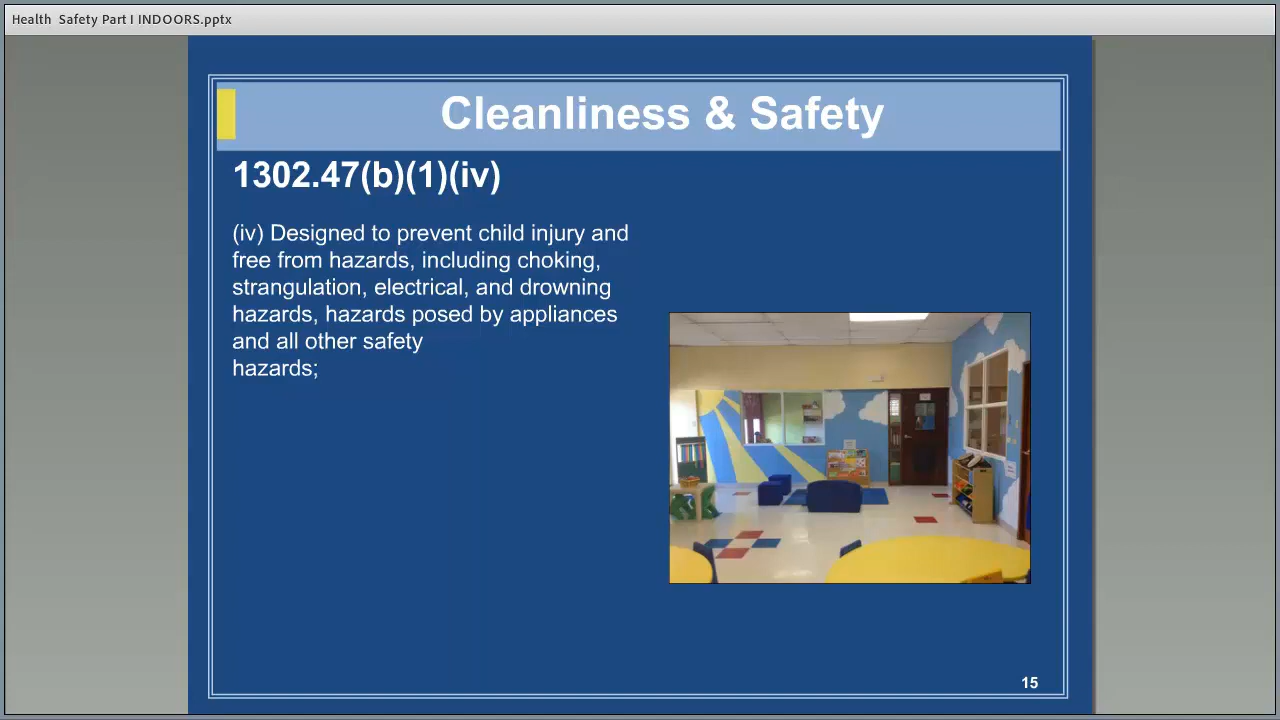 Health  Safety Part I INDOORS.pptx
Cleanliness & Safety
1302.47(b)(1)(iv)
(iv) Designed to prevent child injury and
free from hazards, including choking,
strangulation, electrical, and drowning
hazards, hazards posed by appliances
and all other safety
hazards;
15